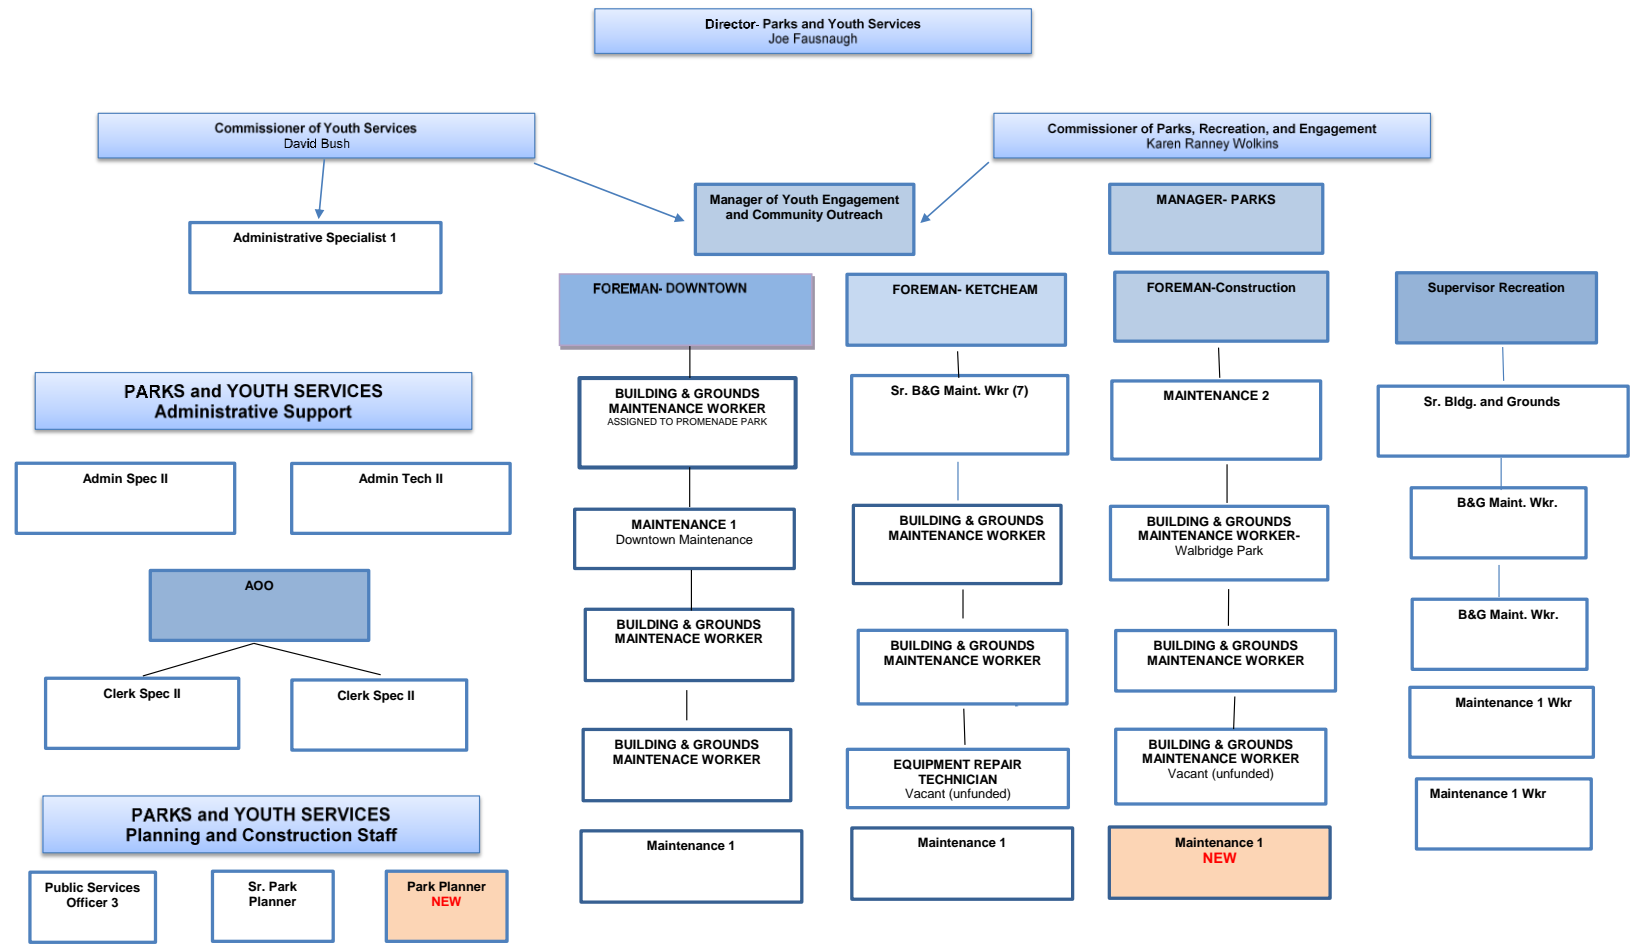 Director- Parks and Youth Services
Joe Fausnaugh
Commissioner of Youth Services
David Bush
Commissioner of Parks, Recreation, and Engagement
Karen Ranney Wolkins
Manager of Youth Engagement
and Community Outreach
MANAGER- PARKS
Administrative Specialist 1
FOREMAN- DOWNTOWN
FOREMAN- KETCHEAM
FOREMAN-Construction
Supervisor Recreation
PARKS and YOUTH SERVICES
Administrative Support
Admin Spec II
Admin Tech II
AOO
Clerk Spec II
Clerk Spec II
PARKS and YOUTH SERVICES
Planning and Construction Staff
Public Services
Officer 3
Sr. Park
Planner
Park Planner
NEW
BUILDING & GROUNDS
MAINTENANCE WORKER
ASSIGNED TO PROMENADE PARK
MAINTENANCE 1
Downtown Maintenance
BUILDING & GROUNDS
MAINTENACE WORKER
BUILDING & GROUNDS
MAINTENACE WORKER
Maintenance 1
Sr. B&G Maint. Wkr (7)
BUILDING & GROUNDS
MAINTENANCE WORKER
BUILDING & GROUNDS
MAINTENANCE WORKER
EQUIPMENT REPAIR
TECHNICIAN
Vacant (unfunded)
Maintenance 1
MAINTENANCE 2
BUILDING & GROUNDS
MAINTENANCE WORKER-
Walbridge Park
BUILDING & GROUNDS
MAINTENANCE WORKER
BUILDING & GROUNDS
MAINTENANCE WORKER
Vacant (unfunded)
Maintenance 1
NEW
Sr. Bldg. and Grounds
B&G Maint. Wkr.
B&G Maint. Wkr.
Maintenance 1 Wkr
Maintenance 1 Wkr